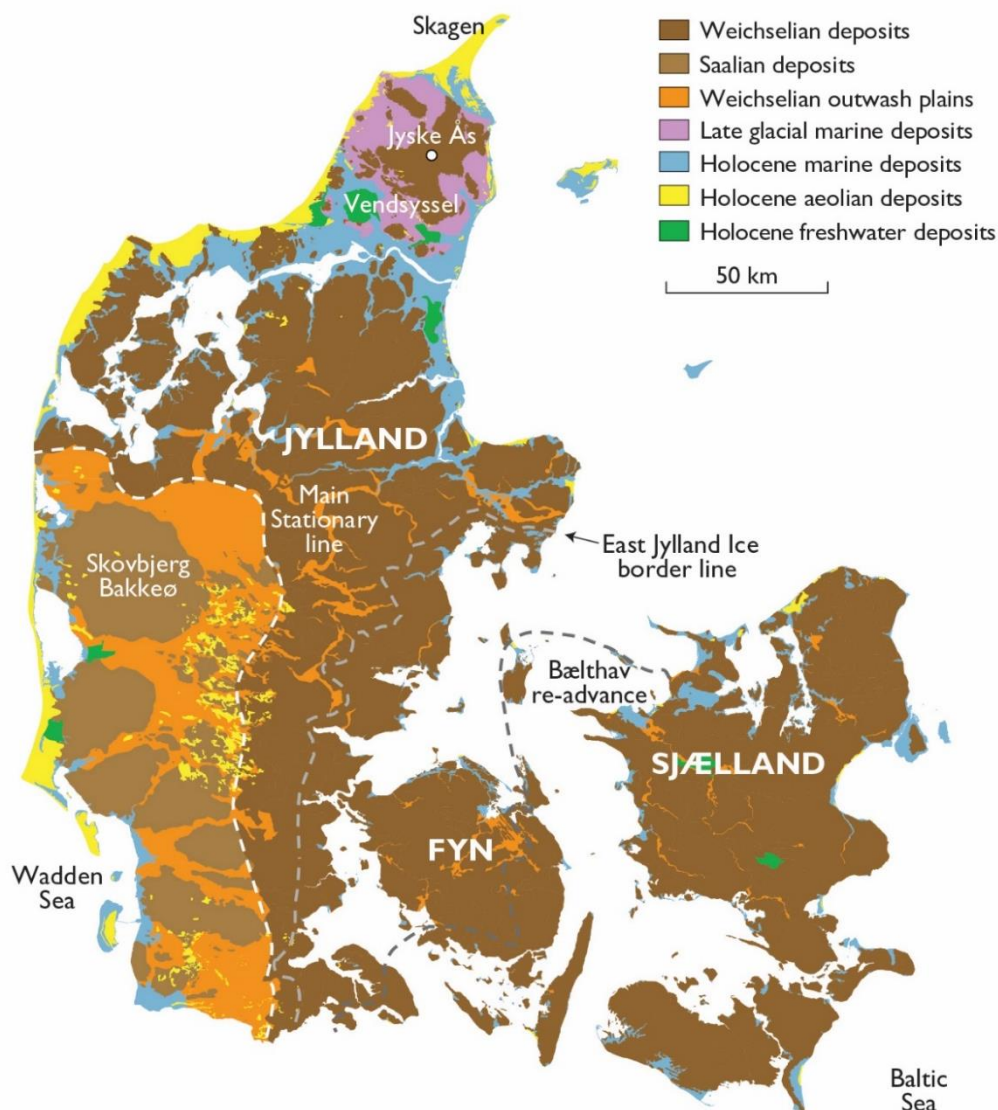 Skagen
Weichselian deposits
Saalian deposits
Weichselian outwash plains
Late glacial marine deposits
Holocene marine deposits
Holocene aeolian deposits
Holocene freshwater deposits
50 km
Jyske Ås
Vendsyssel
JYLLAND
Main
Stationary
line
East Jylland Ice
border line
Skovbjerg
Bakkeø
Bælthav
re-advance
SJÆLLAND
FYN
Wadden
Sea
Baltic
Sea